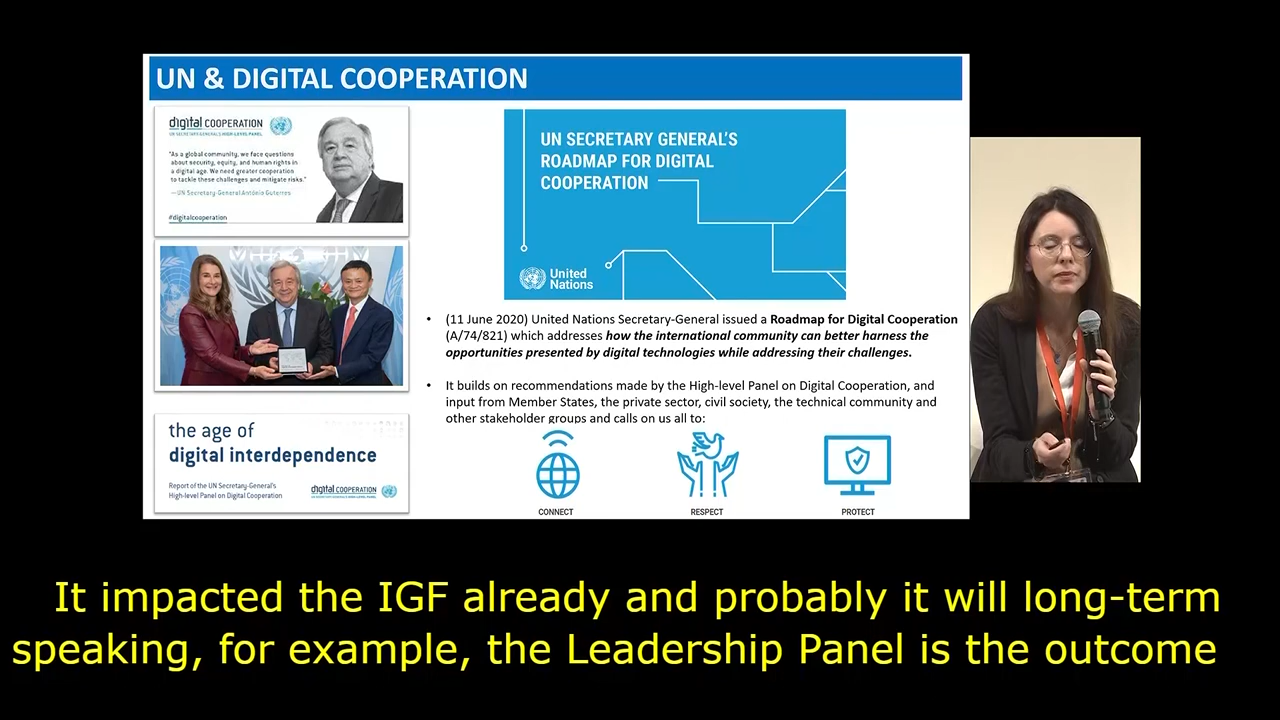 UN & DIGITAL COOPERATION
digital COOPERATION
UN SECRETARY-GENERAL'S HIGH-LEVEL PANEL
"As a global community, we face questions
about security, equity, and human rights in
a digital age. We need greater cooperation
to tackle these challenges and mitigate risks."
—UN Secretary-General António Guterres
#digitalcooperation
the age of
digital interdependence
Report of the UN Secretary-General's
High-level Panel on Digital Cooperation
digital COOPERATION
UN SECRETARY GENERAL'S
ROADMAP FOR DIGITAL
COOPERATION
United
Nations
• (11 June 2020) United Nations Secretary-General issued a Roadmap for Digital Cooperation
(A/74/821) which addresses how the international community can better harness the
opportunities presented by digital technologies while addressing their challenges.
• It builds on recommendations made by the High-level Panel on Digital Cooperation, and
input from Member States, the private sector, civil society, the technical community and
other stakeholder groups and calls on us all to:
CONNECT
RESPECT
PROTECT
It impacted the IGF already and probably it will long-term
speaking, for example, the Leadership Panel is the outcome